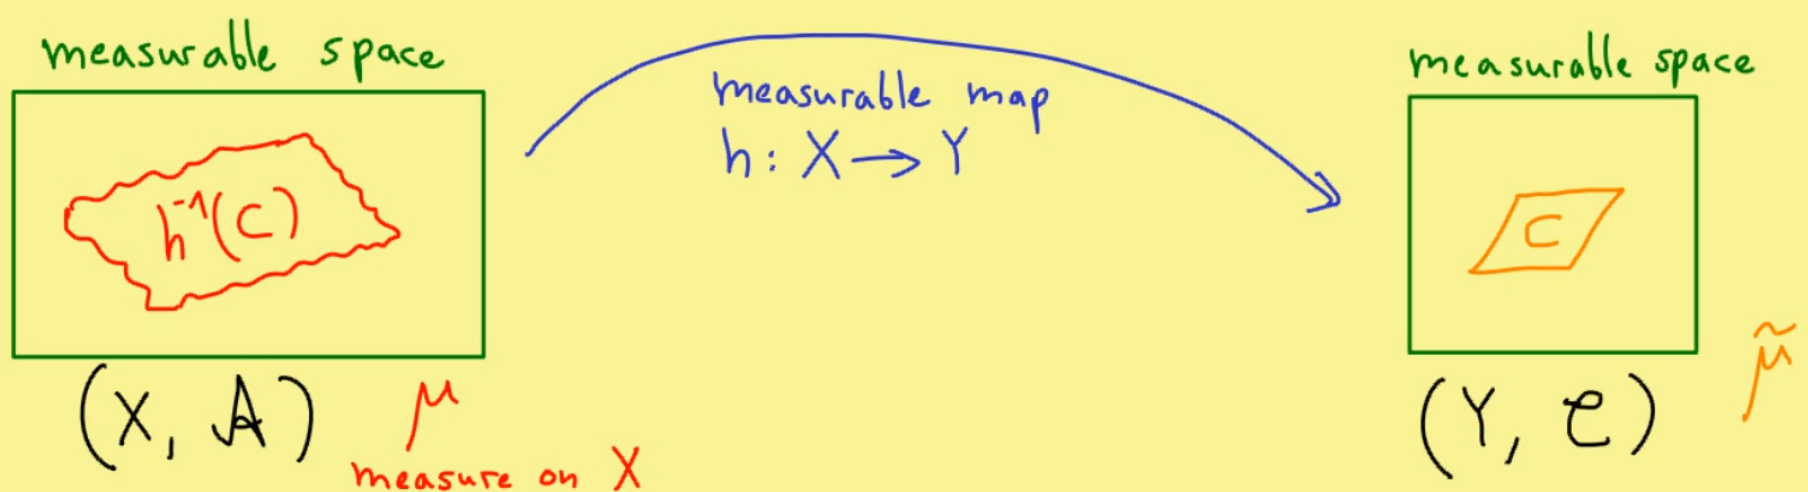 measurable space
h⁻¹(C)
(X, 𝒜)
μ
measure on X
measurable map
h: X → Y
measurable space
C
(Y, 𝒞)
μ̃